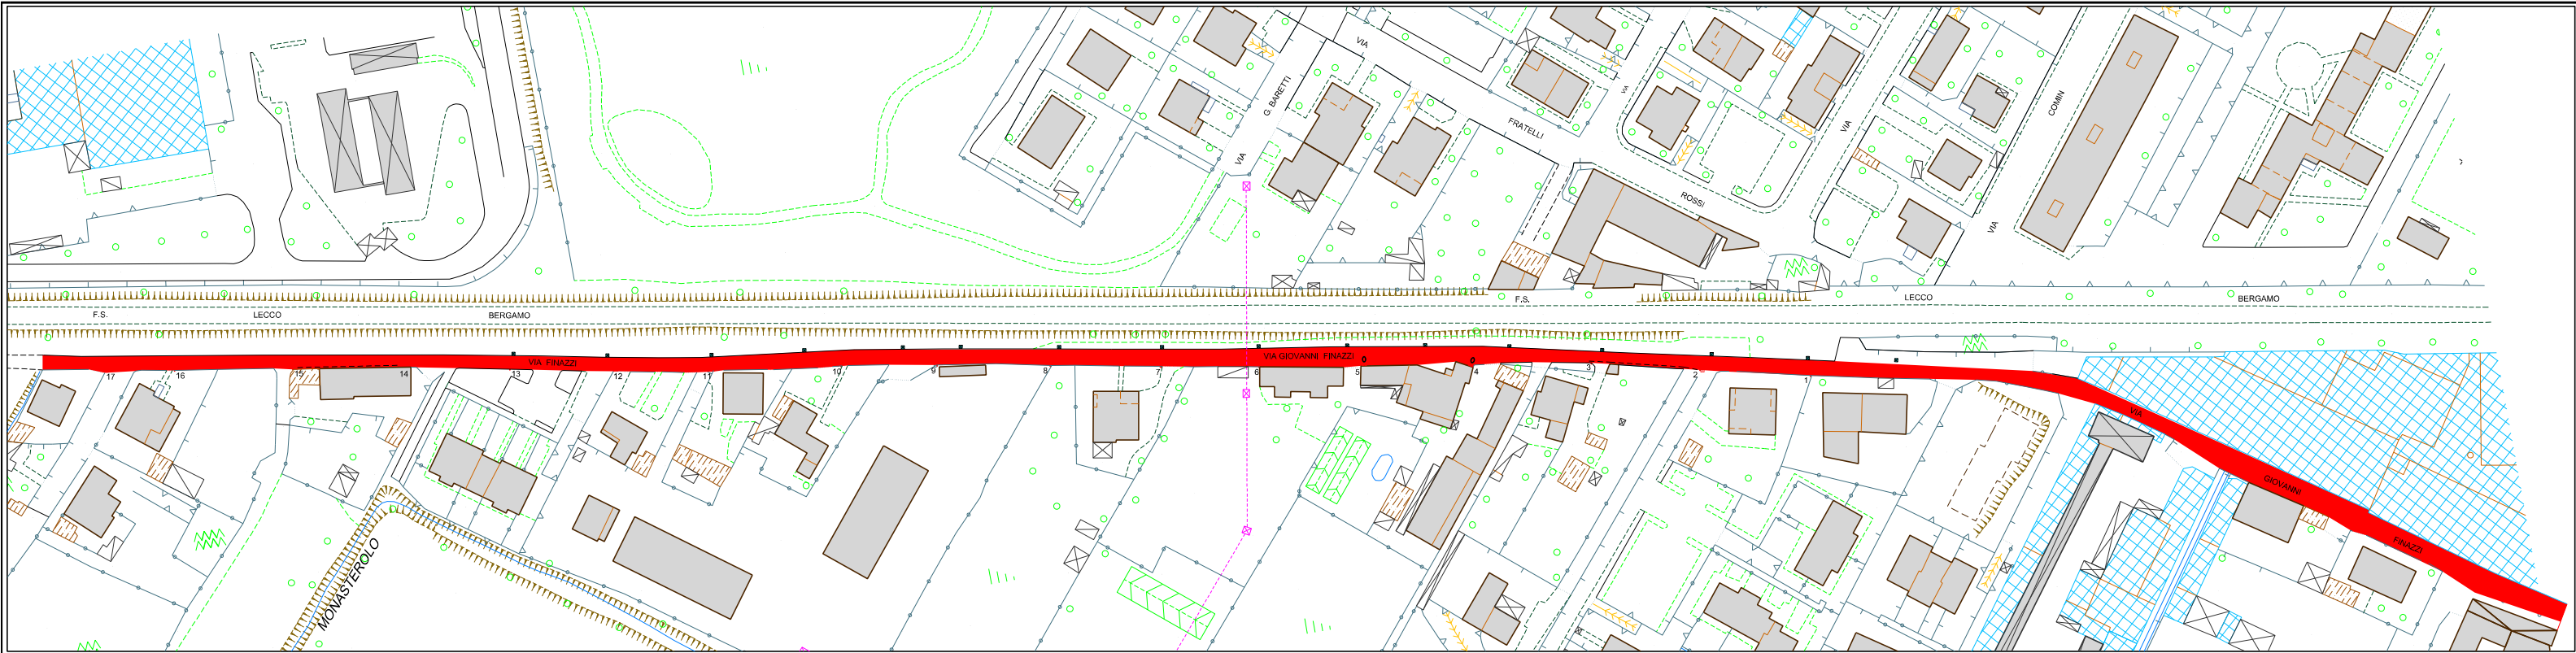 VIA
FRATELLI
G. BARETTI
VIA
VIA
ROSSI
VIA
COMIN
VIA
F.S.
LECCO
BERGAMO
F.S.
LECCO
BERGAMO
VIA FINAZZI
VIA GIOVANNI FINAZZI
17
16
15
14
13
12
11
10
9
8
7
6
5
4
3
2
1
0
0
VIA
GIOVANNI
FINAZZI
MONASTEROLO